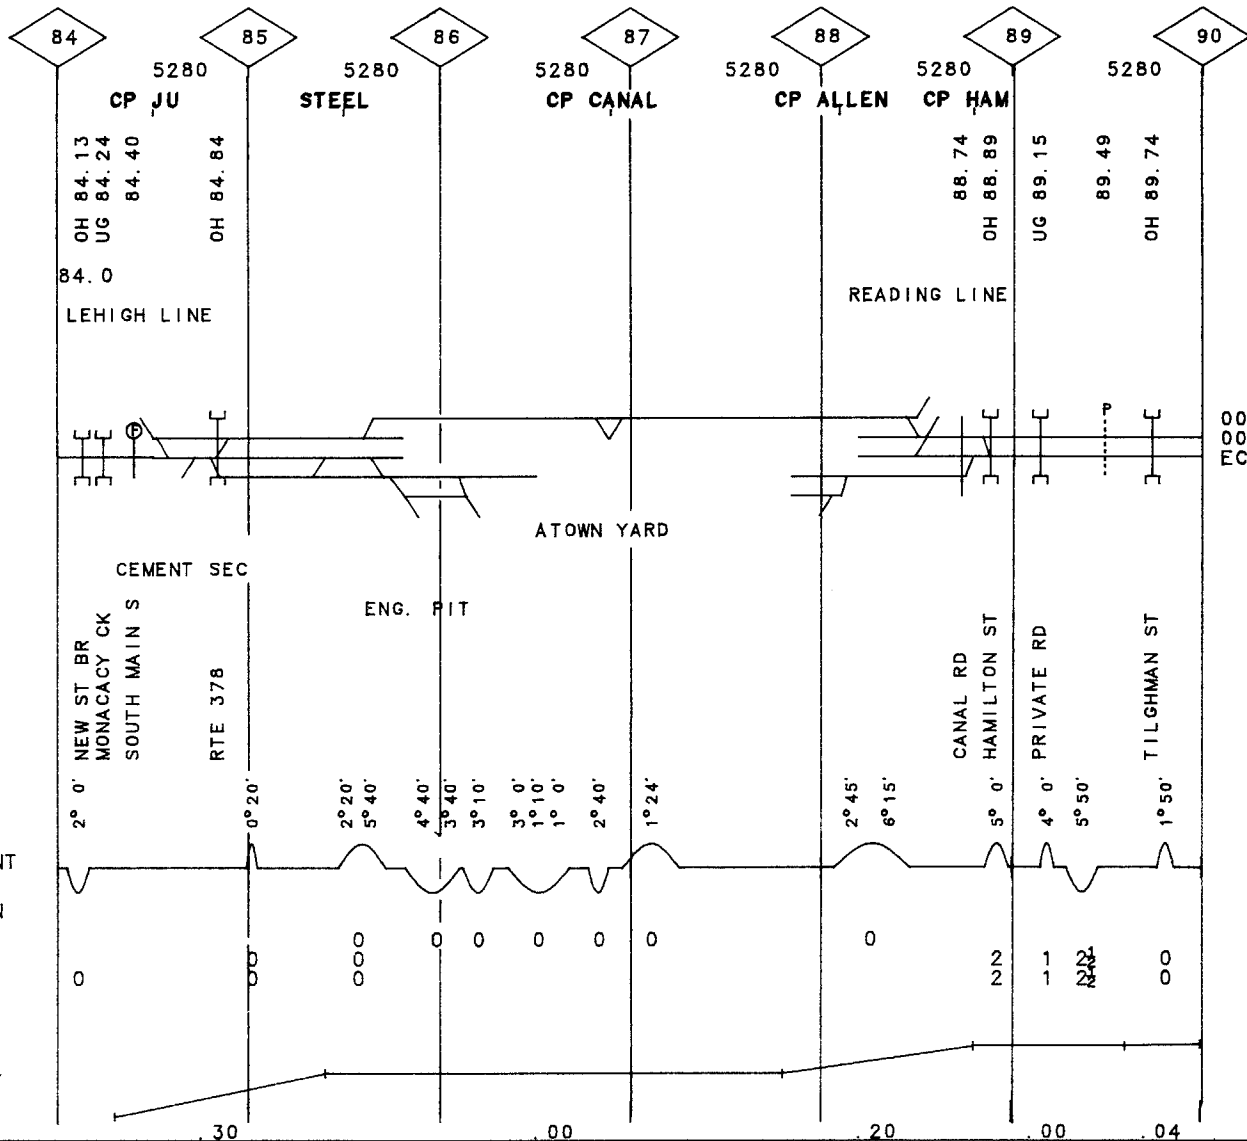 84 85 86 87 88 89 90
5280 5280 5280 5280 5280 5280
CP JU STEEL CP CANAL CP ALLEN CP HAM
OH 84.13
UG 84.24
84.40
OH 84.84
88.74
OH 88.89
UG 89.15
89.49
OH 89.74
84.0
LEHIGH LINE
READING LINE
F
P
00
00
EC
ATOWN YARD
CEMENT SEC
ENG. PIT
NEW ST BR
MONACACY CK
SOUTH MAIN S
RTE 378
CANAL RD
HAMILTON ST
PRIVATE RD
TILGHMAN ST
2° 0'
0°20'
2°20'
5°40'
4°40'
3°40'
3°10'
3° 0'
1°10'
1° 0'
2°40'
1°24'
2°45'
6°15'
5° 0'
4° 0'
5°50'
1°50'
NT
N
0 0 0 0 0 0 0
0 0 2 1 2½ 0
0 0 0 2 1 2½ 0
.30 .00 .20 .00 .04